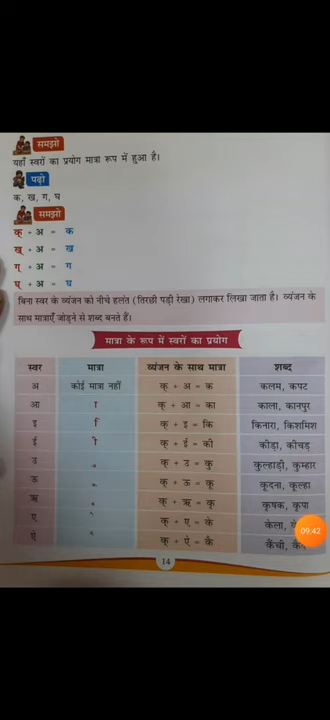 समझो
यहाँ स्वरों का प्रयोग मात्रा रूप में हुआ है।
पढ़ो
क, ख, ग, घ
समझो
क् + अ = क
ख् + अ = ख
ग् + अ = ग
घ् + अ = घ
बिना स्वर के व्यंजन को नीचे हलंत (तिरछी पड़ी रेखा) लगाकर लिखा जाता है। व्यंजन के
साथ मात्राएँ जोड़ने से शब्द बनते हैं।
मात्रा के रूप में स्वरों का प्रयोग
स्वर मात्रा व्यंजन के साथ मात्रा शब्द
अ कोई मात्रा नहीं क् + अ = क कलम, कपट
आ ा क् + आ = का काला, कानपुर
इ ि क् + इ = कि किनारा, किशमिश
ई ी क् + ई = की कीड़ा, कीचड़
उ ु क् + उ = कु कुल्हाड़ी, कुम्हार
ऊ ू क् + ऊ = कू कूदना, कूल्हा
ऋ ृ क् + ऋ = कृ कृषक, कृपा
ए े क् + ए = के केला,
ऐ ै क् + ऐ = कै कैंची,
09:42
14